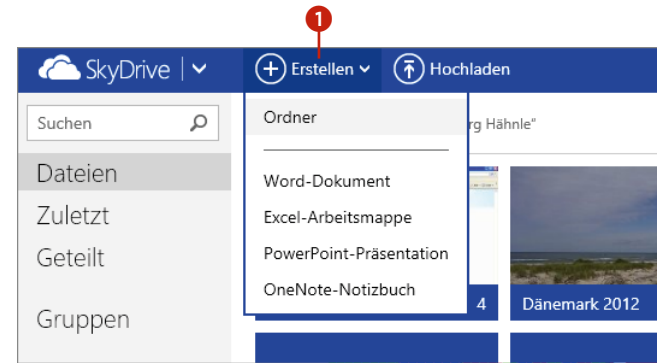 1
SkyDrive Erstellen Hochladen
Suchen
Ordner
rg Hähnle“
Dateien
Word-Dokument
Zuletzt
Excel-Arbeitsmappe
Geteilt
PowerPoint-Präsentation
OneNote-Notizbuch
4
Dänemark 2012
Gruppen